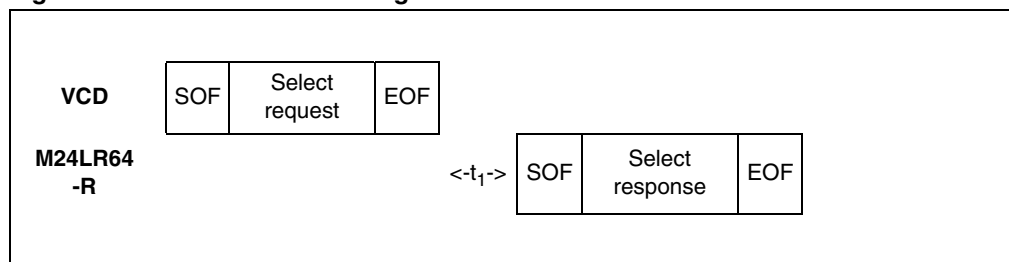 VCD
SOF
Select
request
EOF
M24LR64
-R
<-t1->
SOF
Select
response
EOF